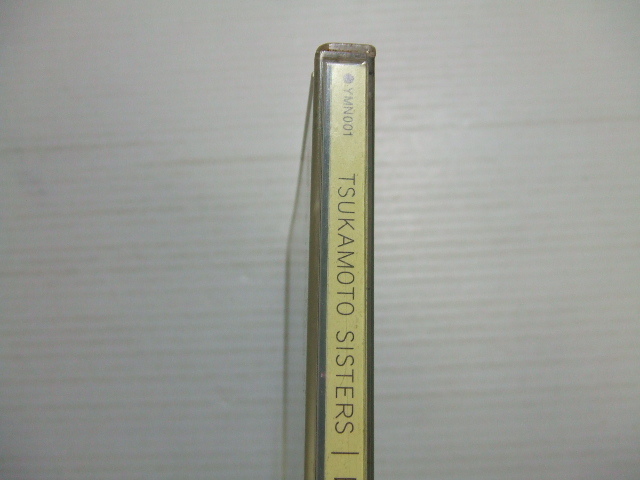 YMN001 TSUKAMOTO SISTERS |